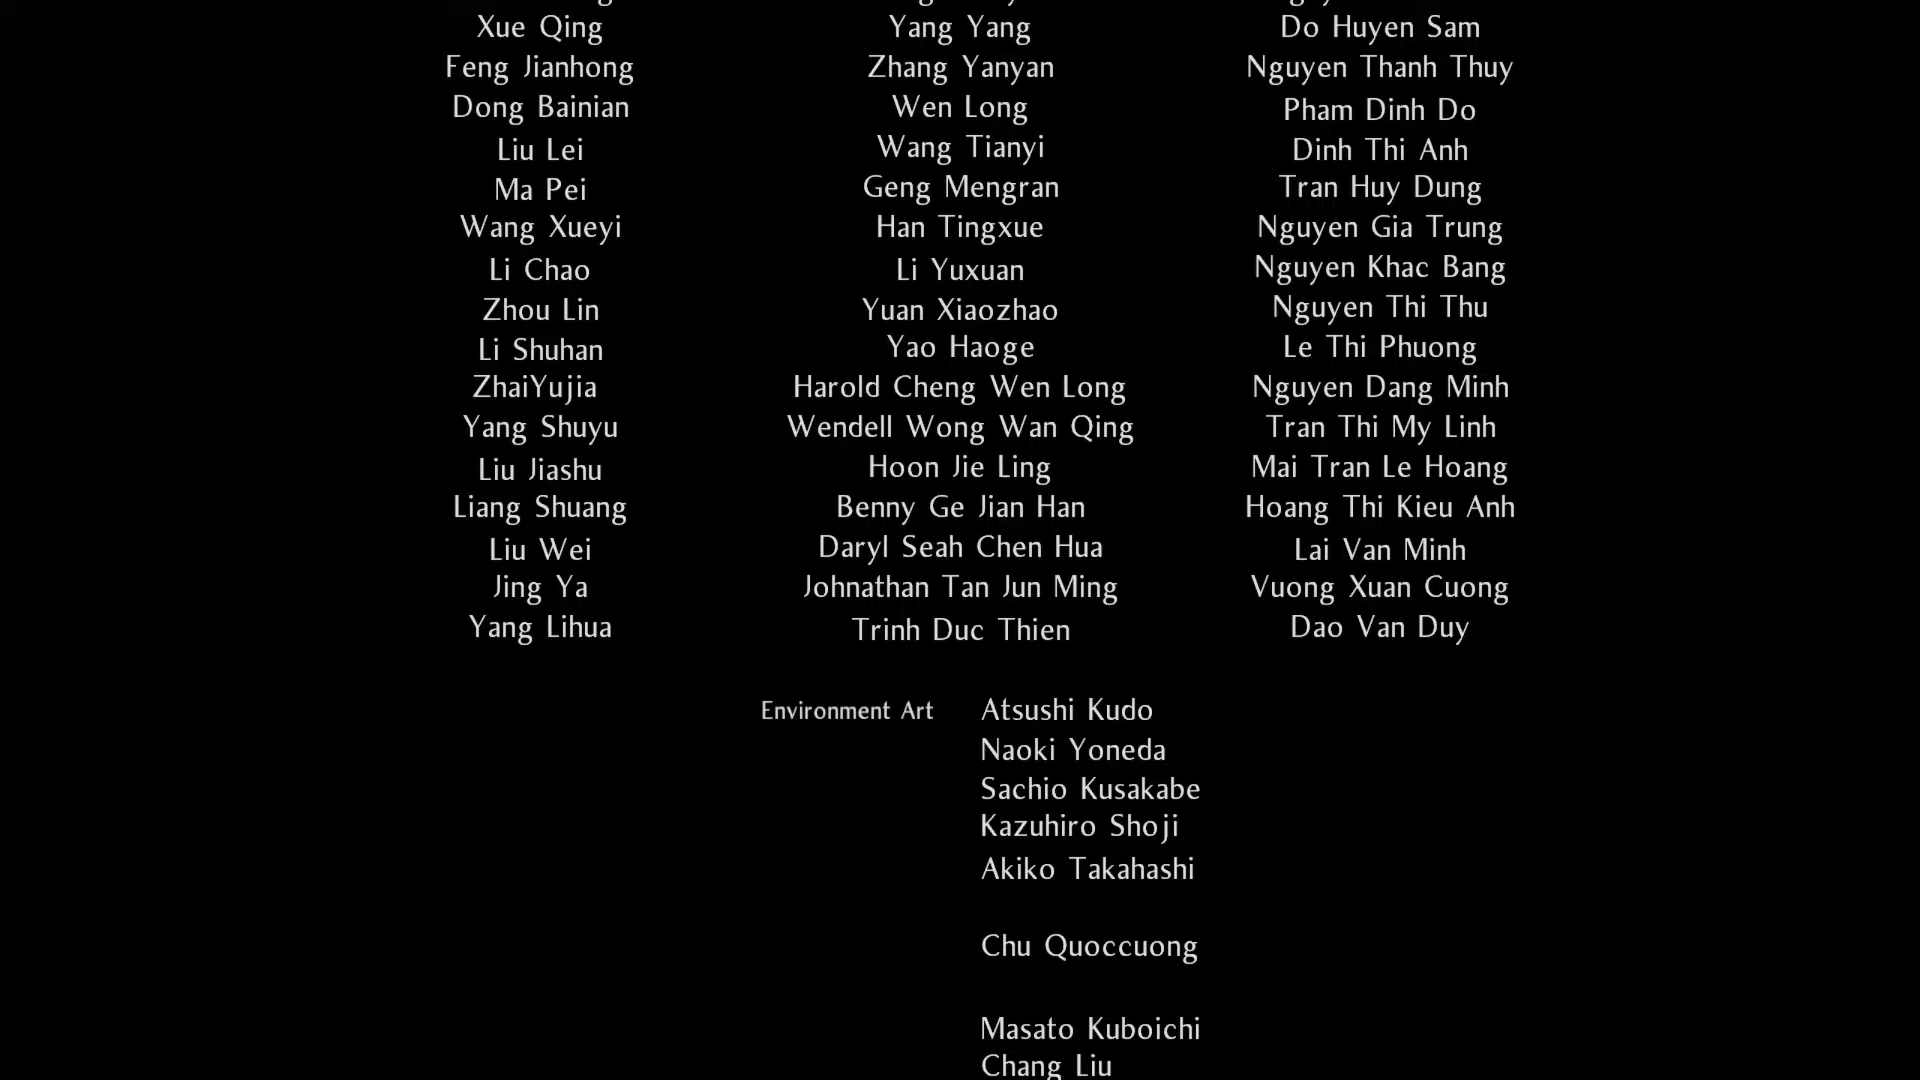 Xue Qing
Feng Jianhong
Dong Bainian
Liu Lei
Ma Pei
Wang Xueyi
Li Chao
Zhou Lin
Li Shuhan
ZhaiYujia
Yang Shuyu
Liu Jiashu
Liang Shuang
Liu Wei
Jing Ya
Yang Lihua
Yang Yang
Zhang Yanyan
Wen Long
Wang Tianyi
Geng Mengran
Han Tingxue
Li Yuxuan
Yuan Xiaozhao
Yao Haoge
Harold Cheng Wen Long
Wendell Wong Wan Qing
Hoon Jie Ling
Benny Ge Jian Han
Daryl Seah Chen Hua
Johnathan Tan Jun Ming
Trinh Duc Thien
Do Huyen Sam
Nguyen Thanh Thuy
Pham Dinh Do
Dinh Thi Anh
Tran Huy Dung
Nguyen Gia Trung
Nguyen Khac Bang
Nguyen Thi Thu
Le Thi Phuong
Nguyen Dang Minh
Tran Thi My Linh
Mai Tran Le Hoang
Hoang Thi Kieu Anh
Lai Van Minh
Vuong Xuan Cuong
Dao Van Duy
Environment Art Atsushi Kudo
Naoki Yoneda
Sachio Kusakabe
Kazuhiro Shoji
Akiko Takahashi
Chu Quoccuong
Masato Kuboichi
Chang Liu